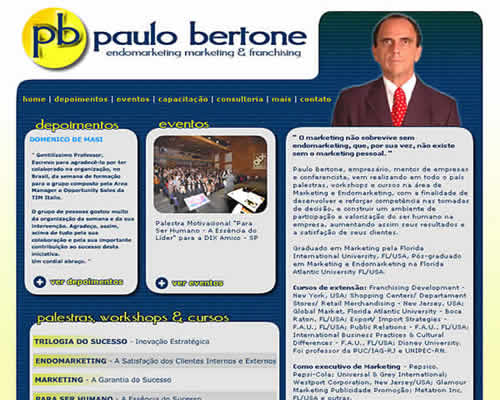 pb paulo bertone
endomarketing marketing & franchising
home | depoimentos | eventos | capacitação | consultoria | mais | contato
depoimentos
DOMENICO DE MASI
" Gentilíssimo Professor,
Escrevo para agradecê-lo por ter
colaborado na organização, no
Brasil, da semana de formação
para o grupo composto pela Area
Manager e Opportunity Sales da
TIM Italia.
O grupo de pessoas gostou muito
da organização da semana e da sua
intervenção. Agradeço, assim,
acima de tudo pela sua
colaboração e pela sua importante
contribuição ao sucesso desta
iniciativa.
Um cordial abraço. "
ver depoimentos
eventos
pb
Palestra Motivacional "Para
Ser Humano - A Essência do
Líder" para a DIX Amico - SP
ver eventos
palestras, workshops & cursos
TRILOGIA DO SUCESSO - Inovação Estratégica
ENDOMARKETING - A Satisfação dos Clientes Internos e Externos
MARKETING - A Garantia do Sucesso
PARA SER HUMANO - A Essência do Sucesso
" O marketing não sobrevive sem
endomarketing, que, por sua vez, não existe
sem o marketing pessoal. "
Paulo Bertone, empresário, mentor de empresas
e conferencista, vem realizando em todo o país
palestras, workshops e cursos na área de
Marketing e Endomarketing, com a finalidade de
desenvolver e reforçar competência nas tomadas
de decisão, e construir um ambiente de
participação e valorização do ser humano na
empresa, aumentando assim seus resultados e
a satisfação de seus clientes.
Graduado em Marketing pela Florida
International University, FL/USA, Pós-graduado
em Marketing e Endomarketing na Florida
Atlantic University FL/USA.
Cursos de extensão: Franchising Development -
New York, USA; Shopping Centers/ Departament
Stores/ Retail Merchandising - New Jersey, USA;
Global Market, Florida Atlantic University - Boca
Raton, FL/USA; Export/ Import Strategies -
F.A.U., FL/USA; Public Relations - F.A.U., FL/USA;
International Business Practices & Cultural
Differences - F.A.U., FL/USA; Disney University.
Foi professor da PUC/IAG-RJ e UNIPEC-RN.
Como executivo de Marketing - Pepsico,
Pepsi-Cola; Universal & Grey International;
Westport Corporation, New Jersey/USA; Glamour
Marketing Publicidade Promoção; Metatron Inc,
FL/USA e outras.